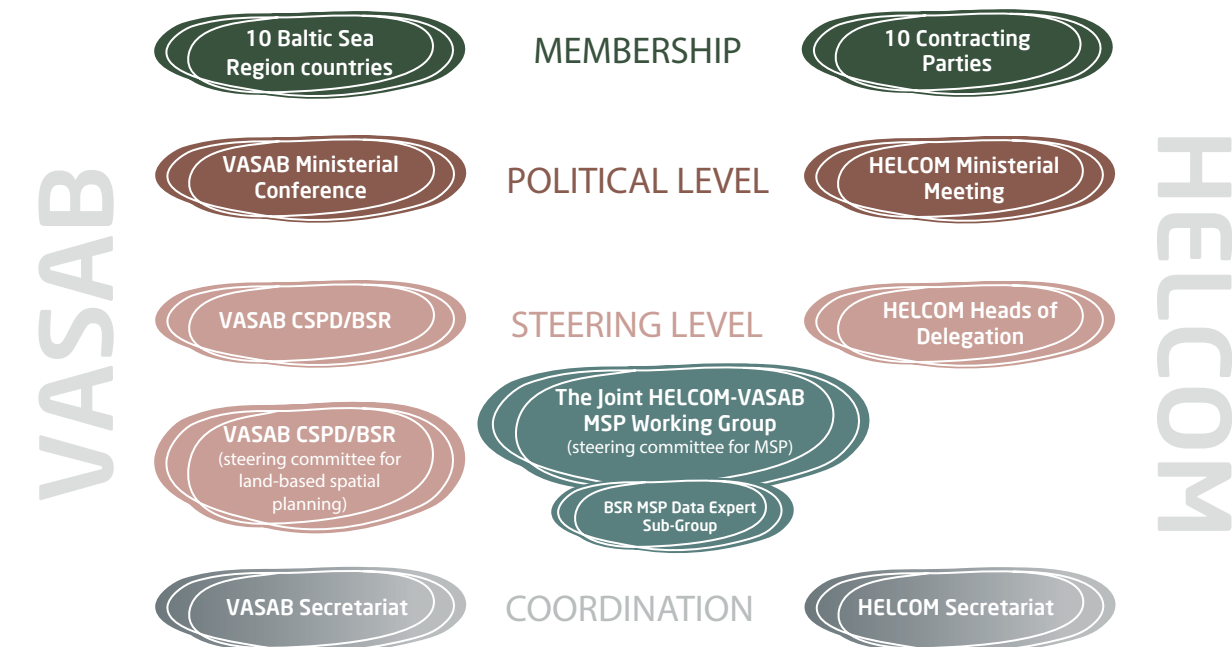 VASAB
HELCOM
10 Baltic Sea
Region countries
MEMBERSHIP
10 Contracting
Parties
VASAB Ministerial
Conference
POLITICAL LEVEL
HELCOM Ministerial
Meeting
VASAB CSPD/BSR
STEERING LEVEL
HELCOM Heads of
Delegation
The Joint HELCOM-VASAB
MSP Working Group
(steering committee for MSP)
VASAB CSPD/BSR
(steering committee for
land-based spatial
planning)
BSR MSP Data Expert
Sub-Group
VASAB Secretariat
COORDINATION
HELCOM Secretariat